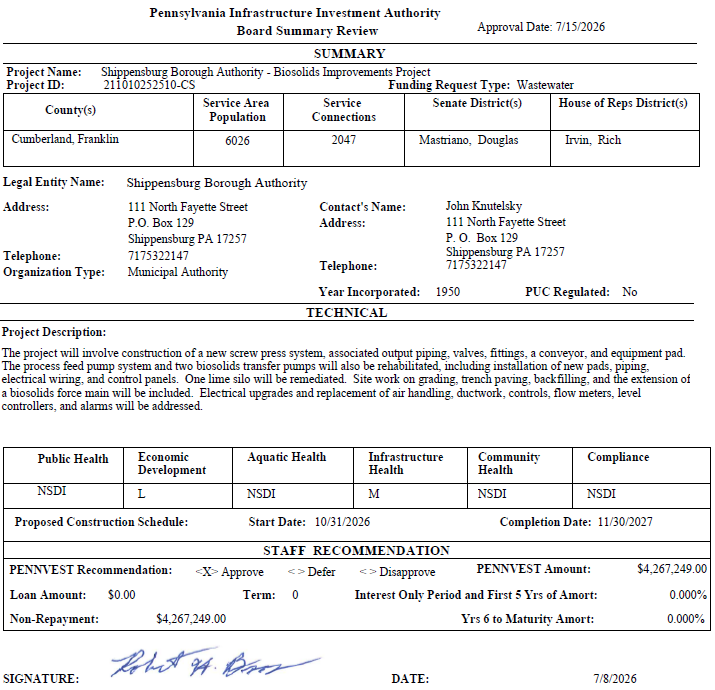 Pennsylvania Infrastructure Investment Authority
Board Summary Review
Approval Date: 7/15/2026
SUMMARY
Project Name: Shippensburg Borough Authority - Biosolids Improvements Project
Project ID: 211010252510-CS Funding Request Type: Wastewater
County(s) Service Area Population Service Connections Senate District(s) House of Reps District(s)
Cumberland, Franklin 6026 2047 Mastriano, Douglas Irvin, Rich
Legal Entity Name: Shippensburg Borough Authority
Address: 111 North Fayette Street
P.O. Box 129
Shippensburg PA 17257
Telephone: 7175322147
Organization Type: Municipal Authority
Contact's Name: John Knutelsky
Address: 111 North Fayette Street
P. O. Box 129
Shippensburg PA 17257
Telephone: 7175322147
Year Incorporated: 1950 PUC Regulated: No
TECHNICAL
Project Description:
The project will involve construction of a new screw press system, associated output piping, valves, fittings, a conveyor, and equipment pad.
The process feed pump system and two biosolids transfer pumps will also be rehabilitated, including installation of new pads, piping,
electrical wiring, and control panels. One lime silo will be remediated. Site work on grading, trench paving, backfilling, and the extension of
a biosolids force main will be included. Electrical upgrades and replacement of air handling, ductwork, controls, flow meters, level
controllers, and alarms will be addressed.
Public Health Economic Development Aquatic Health Infrastructure Health Community Health Compliance
NSDI L NSDI M NSDI NSDI
Proposed Construction Schedule: Start Date: 10/31/2026 Completion Date: 11/30/2027
STAFF RECOMMENDATION
PENNVEST Recommendation: <X> Approve < > Defer < > Disapprove PENNVEST Amount: $4,267,249.00
Loan Amount: $0.00 Term: 0 Interest Only Period and First 5 Yrs of Amort: 0.000%
Non-Repayment: $4,267,249.00 Yrs 6 to Maturity Amort: 0.000%
SIGNATURE: Robert H. Boos DATE: 7/8/2026